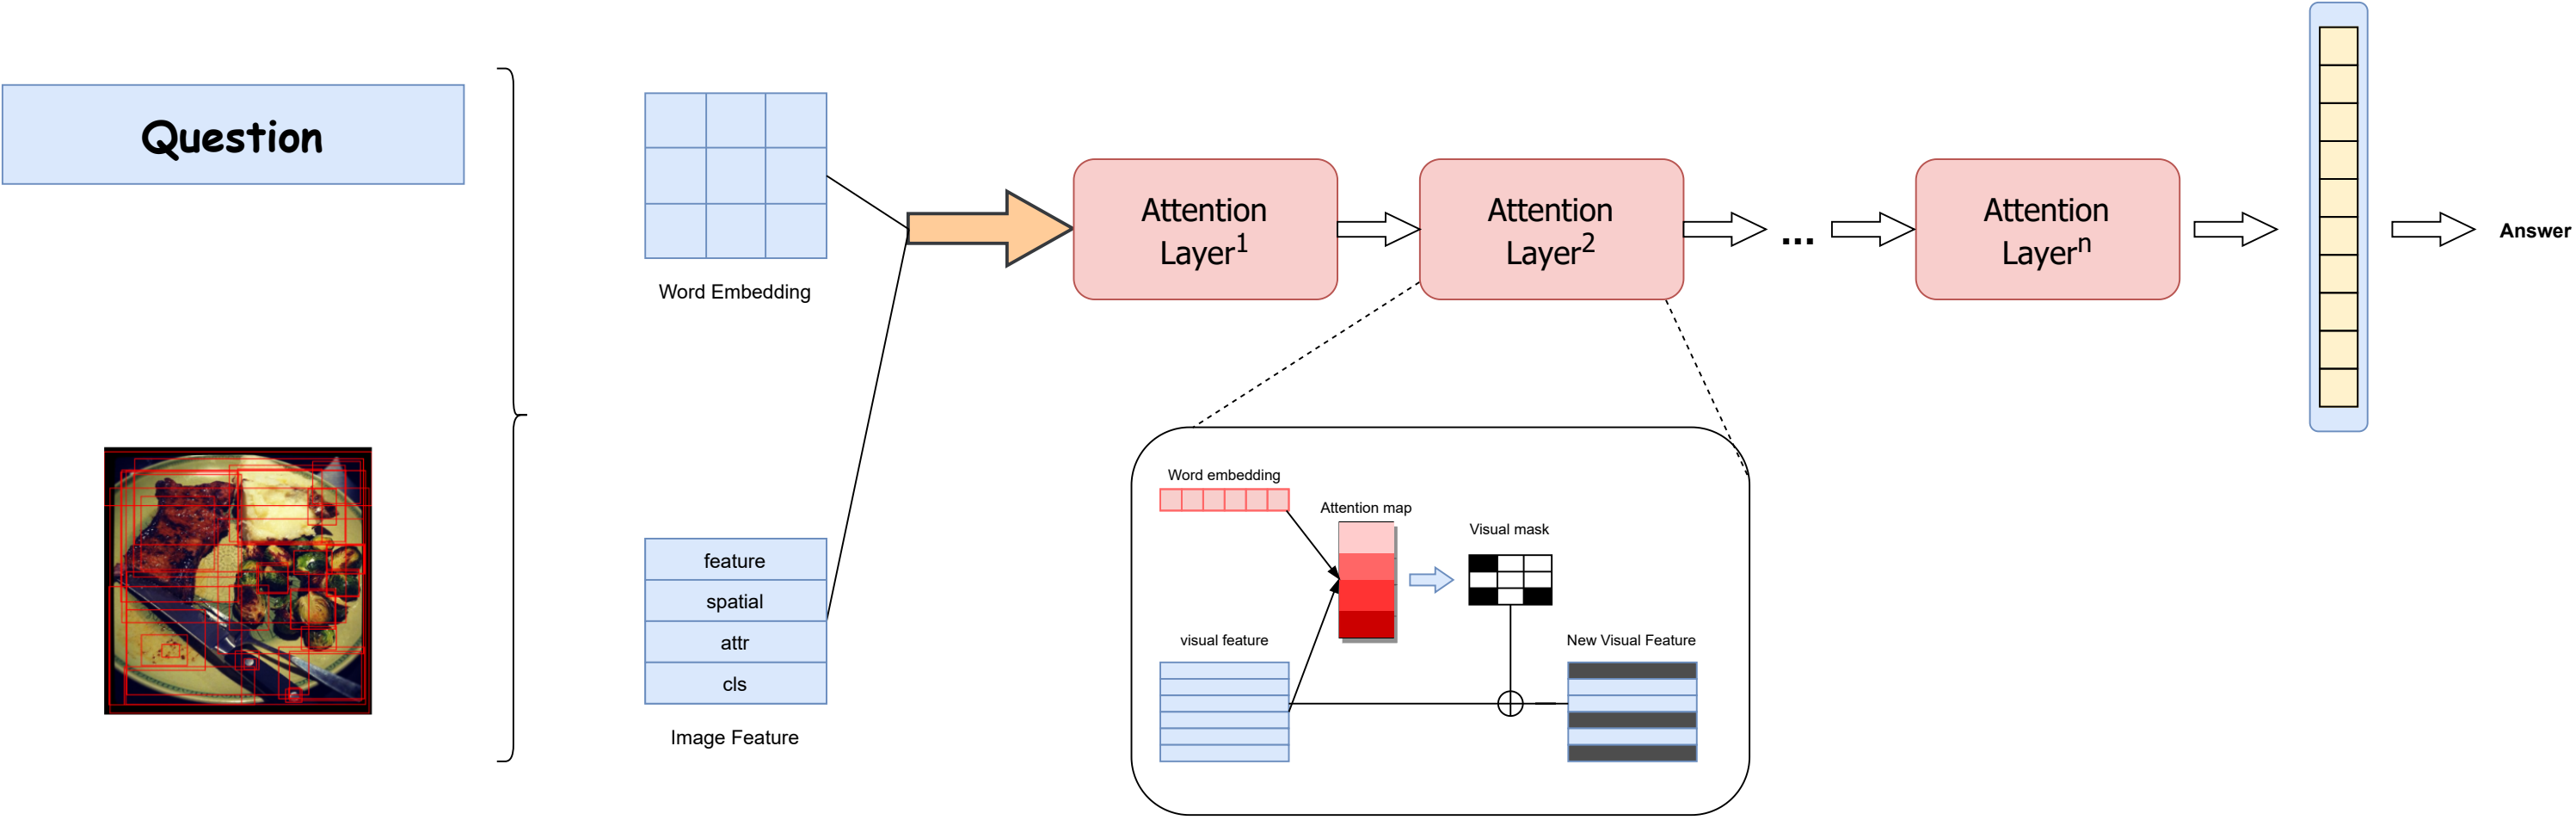 Question
Word Embedding
feature
spatial
attr
cls
Image Feature
Attention
Layer1
Attention
Layer2
...
Attention
Layern
Answer
Word embedding
Attention map
Visual mask
visual feature
New Visual Feature